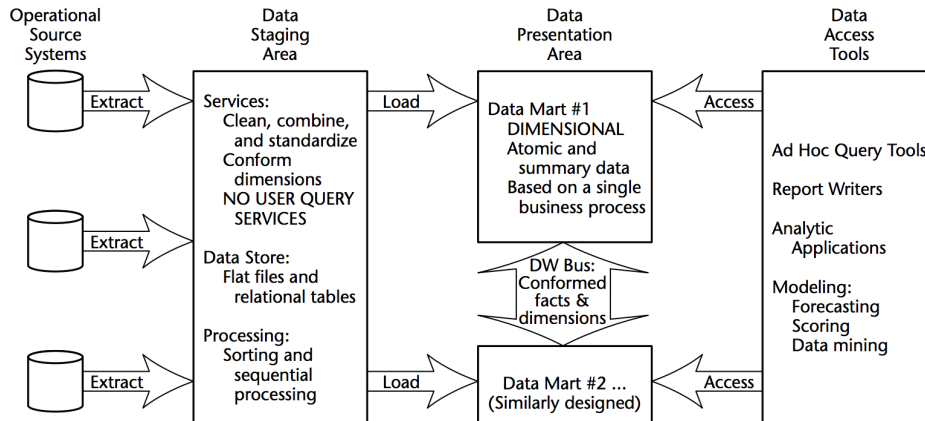 Operational
Source
Systems
Data
Staging
Area
Data
Presentation
Area
Data
Access
Tools
Extract
Extract
Extract
Services:
Clean, combine,
and standardize
Conform
dimensions
NO USER QUERY
SERVICES
Data Store:
Flat files and
relational tables
Processing:
Sorting and
sequential
processing
Load
Load
Data Mart #1
DIMENSIONAL
Atomic and
summary data
Based on a single
business process
DW Bus:
Conformed
facts &
dimensions
Data Mart #2 ...
(Similarly designed)
Access
Access
Ad Hoc Query Tools
Report Writers
Analytic
Applications
Modeling:
Forecasting
Scoring
Data mining